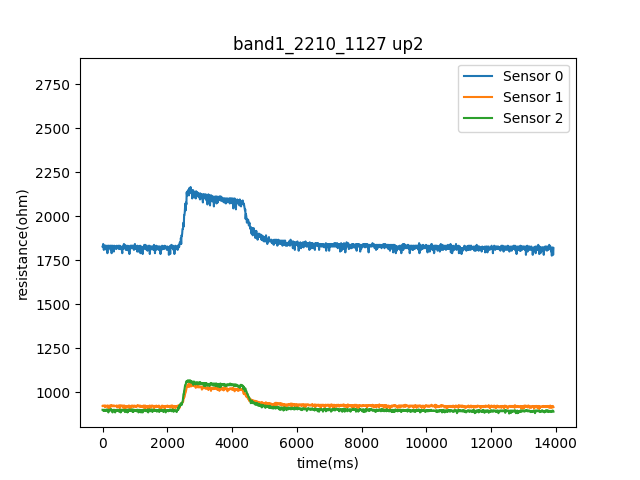 band1_2210_1127 up2
Sensor 0
Sensor 1
Sensor 2
resistance(ohm)
2750
2500
2250
2000
1750
1500
1250
1000
0 2000 4000 6000 8000 10000 12000 14000
time(ms)